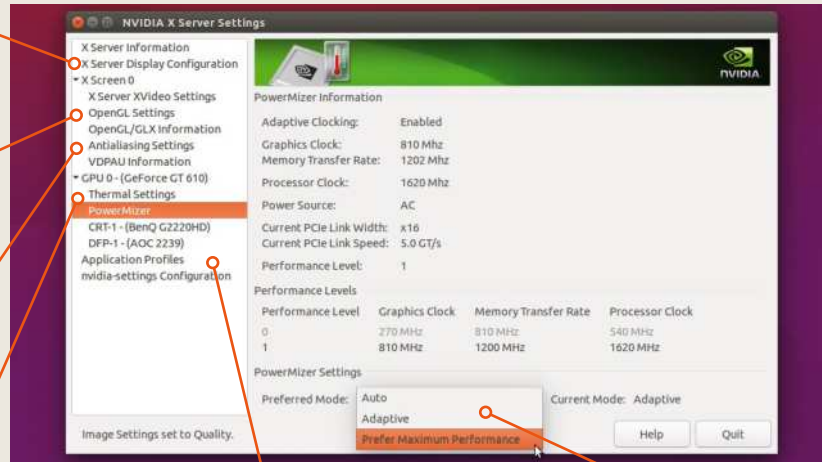 NVIDIA X Server Settings
X Server Information
X Server Display Configuration
X Screen 0
X Server XVideo Settings
OpenGL Settings
OpenGL/GLX Information
Antialiasing Settings
VDPAU Information
GPU 0 - (GeForce GT 610)
Thermal Settings
PowerMizer
CRT-1 - (BenQ G2220HD)
DFP-1 - (AOC 2239)
Application Profiles
nvidia-settings Configuration
Image Settings set to Quality.
NVIDIA
PowerMizer Information
Adaptive Clocking: Enabled
Graphics Clock: 810 Mhz
Memory Transfer Rate: 1202 Mhz
Processor Clock: 1620 Mhz
Power Source: AC
Current PCIe Link Width: x16
Current PCIe Link Speed: 5.0 GT/s
Performance Level: 1
Performance Levels
Performance Level Graphics Clock Memory Transfer Rate Processor Clock
0 270 MHz 810 MHz 540 MHz
1 810 MHz 1200 MHz 1620 MHz
PowerMizer Settings
Preferred Mode: Auto
Adaptive
Prefer Maximum Performance
Current Mode: Adaptive
Help Quit